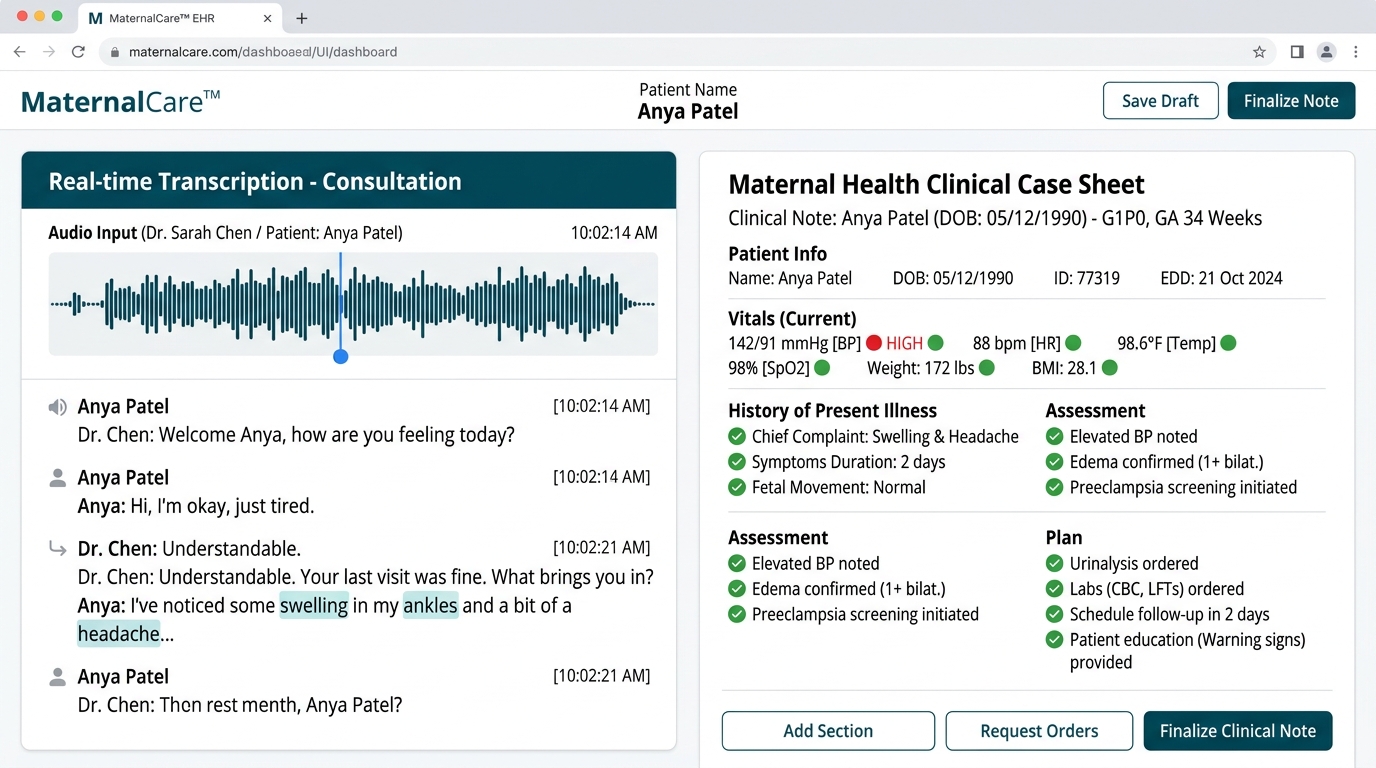 MaternalCare™ EHR
maternalcare.com/dashboaed/UI/dashboard
MaternalCare™
Patient Name
Anya Patel
Save Draft
Finalize Note
Real-time Transcription - Consultation
Audio Input (Dr. Sarah Chen / Patient: Anya Patel)
10:02:14 AM
Anya Patel
[10:02:14 AM]
Dr. Chen: Welcome Anya, how are you feeling today?
Anya Patel
[10:02:14 AM]
Anya: Hi, I'm okay, just tired.
Dr. Chen: Understandable.
[10:02:21 AM]
Dr. Chen: Understandable. Your last visit was fine. What brings you in?
Anya: I've noticed some swelling in my ankles and a bit of a
headache...
Anya Patel
[10:02:21 AM]
Dr. Chen: Thon rest menth, Anya Patel?
Maternal Health Clinical Case Sheet
Clinical Note: Anya Patel (DOB: 05/12/1990) - G1P0, GA 34 Weeks
Patient Info
Name: Anya Patel DOB: 05/12/1990 ID: 77319 EDD: 21 Oct 2024
Vitals (Current)
142/91 mmHg [BP] HIGH 88 bpm [HR] 98.6°F [Temp]
98% [SpO2] Weight: 172 lbs BMI: 28.1
History of Present Illness
Chief Complaint: Swelling & Headache
Symptoms Duration: 2 days
Fetal Movement: Normal
Assessment
Elevated BP noted
Edema confirmed (1+ bilat.)
Preeclampsia screening initiated
Assessment
Elevated BP noted
Edema confirmed (1+ bilat.)
Preeclampsia screening initiated
Plan
Urinalysis ordered
Labs (CBC, LFTs) ordered
Schedule follow-up in 2 days
Patient education (Warning signs)
provided
Add Section
Request Orders
Finalize Clinical Note